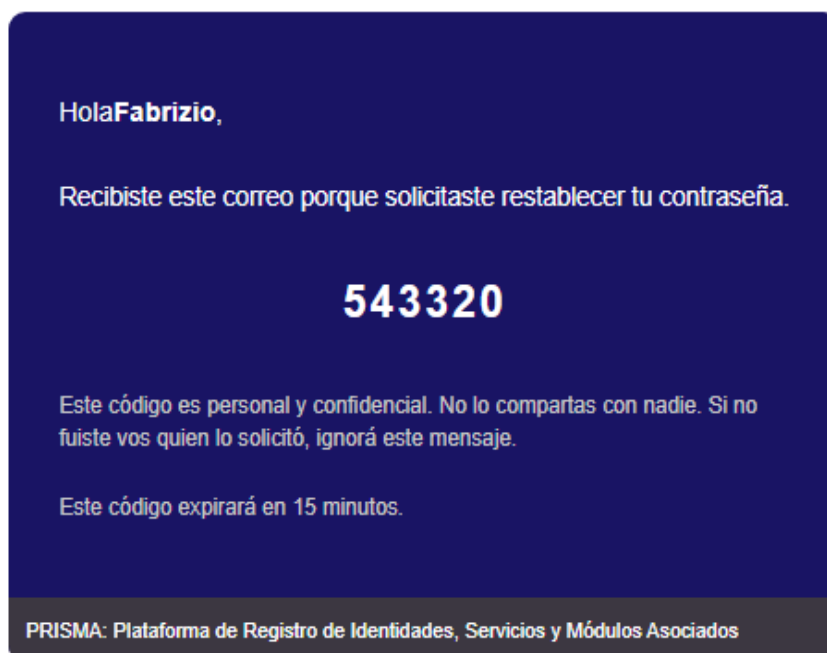 Hola Fabrizio,
Recibiste este correo porque solicitaste restablecer tu contraseña.
543320
Este código es personal y confidencial. No lo compartas con nadie. Si no
fuiste vos quien lo solicitó, ignorá este mensaje.
Este código expirará en 15 minutos.
PRISMA: Plataforma de Registro de Identidades, Servicios y Módulos Asociados